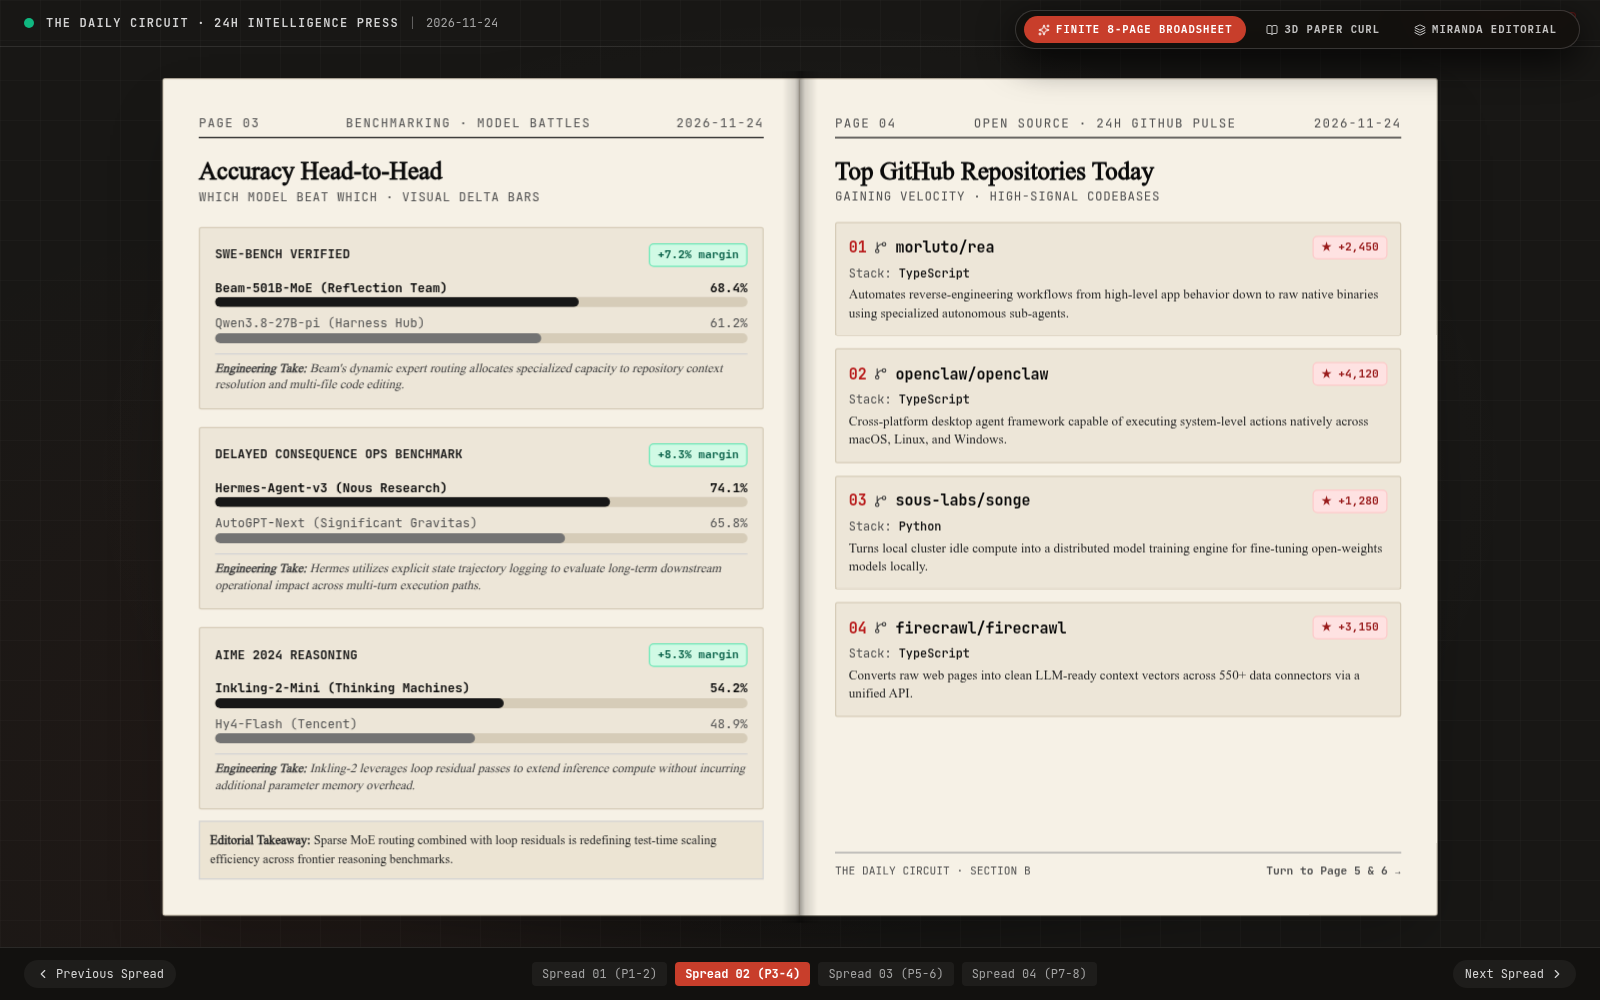 THE DAILY CIRCUIT · 24H INTELLIGENCE PRESS | 2026-11-24
FINITE 8-PAGE BROADSHEET
3D PAPER CURL
MIRANDA EDITORIAL
PAGE 03 BENCHMARKING · MODEL BATTLES 2026-11-24
Accuracy Head-to-Head
WHICH MODEL BEAT WHICH · VISUAL DELTA BARS
SWE-BENCH VERIFIED +7.2% margin
Beam-501B-MoE (Reflection Team) 68.4%
Qwen3.8-27B-pi (Harness Hub) 61.2%
Engineering Take: Beam's dynamic expert routing allocates specialized capacity to repository context
resolution and multi-file code editing.
DELAYED CONSEQUENCE OPS BENCHMARK +8.3% margin
Hermes-Agent-v3 (Nous Research) 74.1%
AutoGPT-Next (Significant Gravitas) 65.8%
Engineering Take: Hermes utilizes explicit state trajectory logging to evaluate long-term downstream
operational impact across multi-turn execution paths.
AIME 2024 REASONING +5.3% margin
Inkling-2-Mini (Thinking Machines) 54.2%
Hy4-Flash (Tencent) 48.9%
Engineering Take: Inkling-2 leverages loop residual passes to extend inference compute without incurring
additional parameter memory overhead.
Editorial Takeaway: Sparse MoE routing combined with loop residuals is redefining test-time scaling
efficiency across frontier reasoning benchmarks.
PAGE 04 OPEN SOURCE · 24H GITHUB PULSE 2026-11-24
Top GitHub Repositories Today
GAINING VELOCITY · HIGH-SIGNAL CODEBASES
01 morluto/rea ★ +2,450
Stack: TypeScript
Automates reverse-engineering workflows from high-level app behavior down to raw native binaries
using specialized autonomous sub-agents.
02 openclaw/openclaw ★ +4,120
Stack: TypeScript
Cross-platform desktop agent framework capable of executing system-level actions natively across
macOS, Linux, and Windows.
03 sous-labs/songe ★ +1,280
Stack: Python
Turns local cluster idle compute into a distributed model training engine for fine-tuning open-weights
models locally.
04 firecrawl/firecrawl ★ +3,150
Stack: TypeScript
Converts raw web pages into clean LLM-ready context vectors across 550+ data connectors via a
unified API.
THE DAILY CIRCUIT · SECTION B Turn to Page 5 & 6 →
Previous Spread
Spread 01 (P1-2)
Spread 02 (P3-4)
Spread 03 (P5-6)
Spread 04 (P7-8)
Next Spread